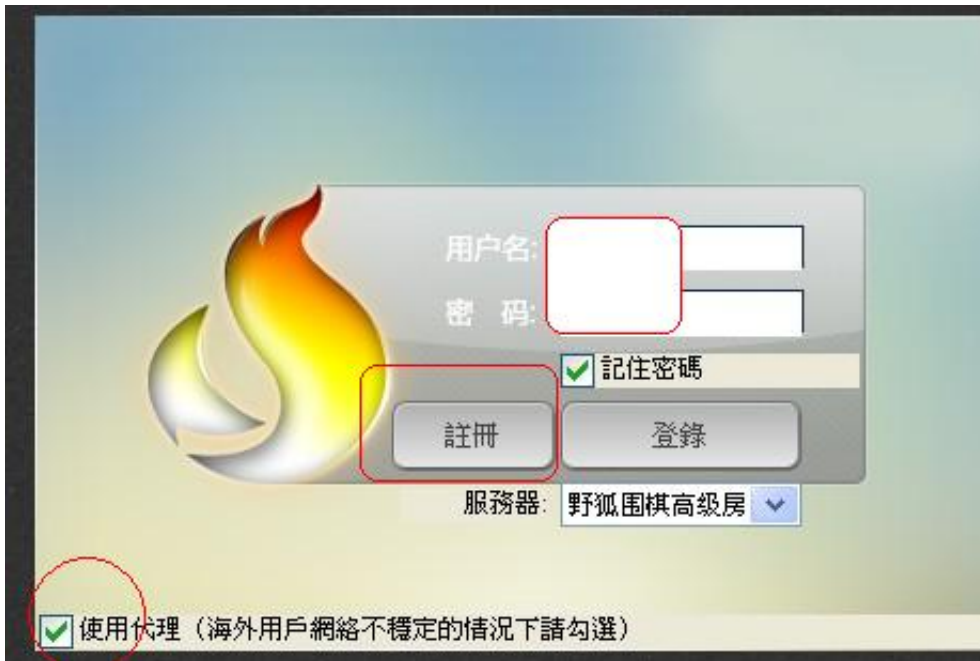 用户名:
密 码:
記住密碼
註冊
登錄
服務器: 野狐围棋高级房
使用代理（海外用戶網絡不穩定的情況下請勾選）